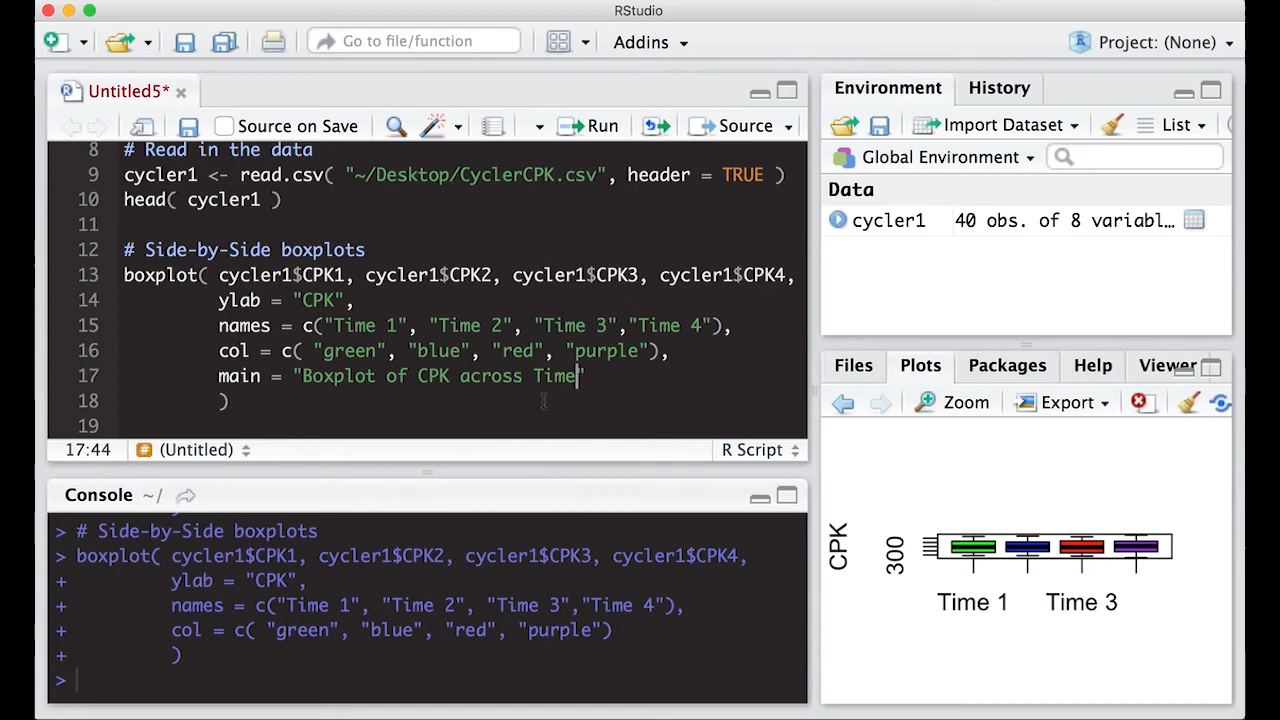 RStudio
Go to file/function
Addins
Project: (None)
Untitled5*
Source on Save
Run
Source
8 # Read in the data
9 cycler1 <- read.csv( "~/Desktop/CyclerCPK.csv", header = TRUE )
10 head( cycler1 )
11
12 # Side-by-Side boxplots
13 boxplot( cycler1$CPK1, cycler1$CPK2, cycler1$CPK3, cycler1$CPK4,
14 ylab = "CPK",
15 names = c("Time 1", "Time 2", "Time 3","Time 4"),
16 col = c( "green", "blue", "red", "purple"),
17 main = "Boxplot of CPK across Time"
18 )
19
17:44 (Untitled) R Script
Console ~/
> # Side-by-Side boxplots
> boxplot( cycler1$CPK1, cycler1$CPK2, cycler1$CPK3, cycler1$CPK4,
+ ylab = "CPK",
+ names = c("Time 1", "Time 2", "Time 3","Time 4"),
+ col = c( "green", "blue", "red", "purple")
+ )
>
Environment History
Import Dataset List
Global Environment
Data
cycler1 40 obs. of 8 variabl…
Files Plots Packages Help Viewer
Zoom Export
CPK
300
Time 1 Time 3